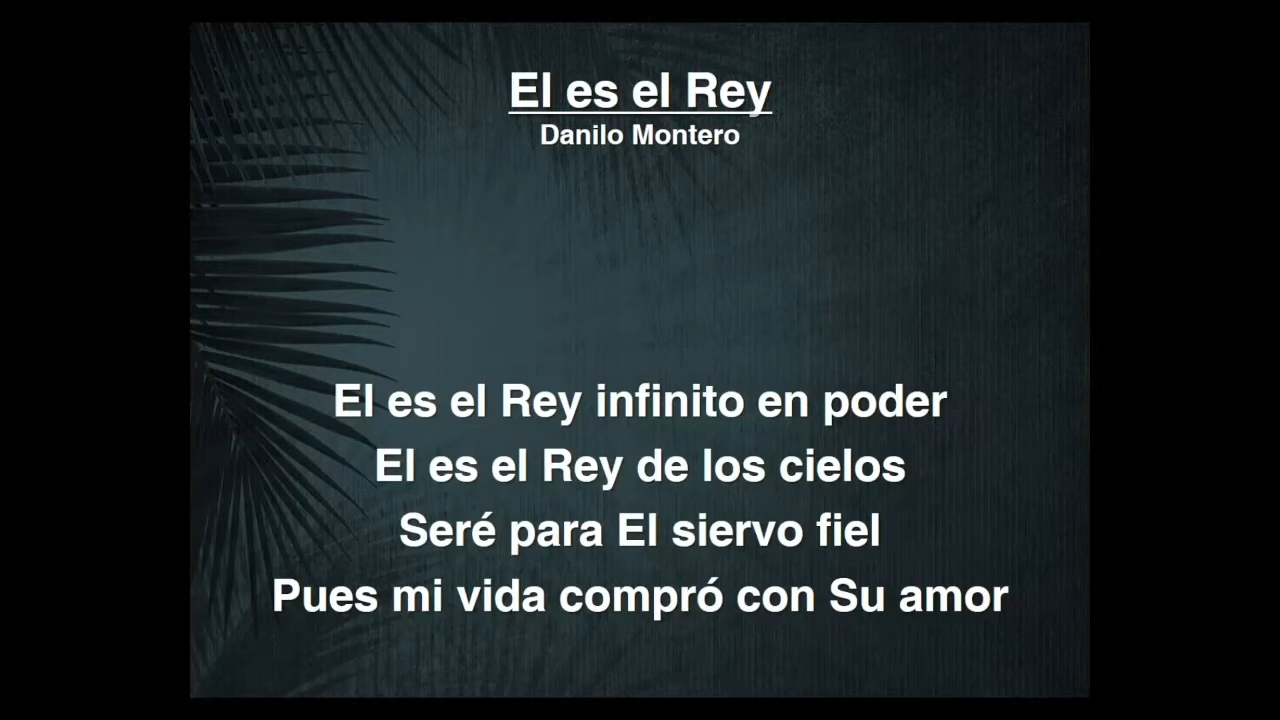 El es el Rey
Danilo Montero
El es el Rey infinito en poder
El es el Rey de los cielos
Seré para El siervo fiel
Pues mi vida compró con Su amor